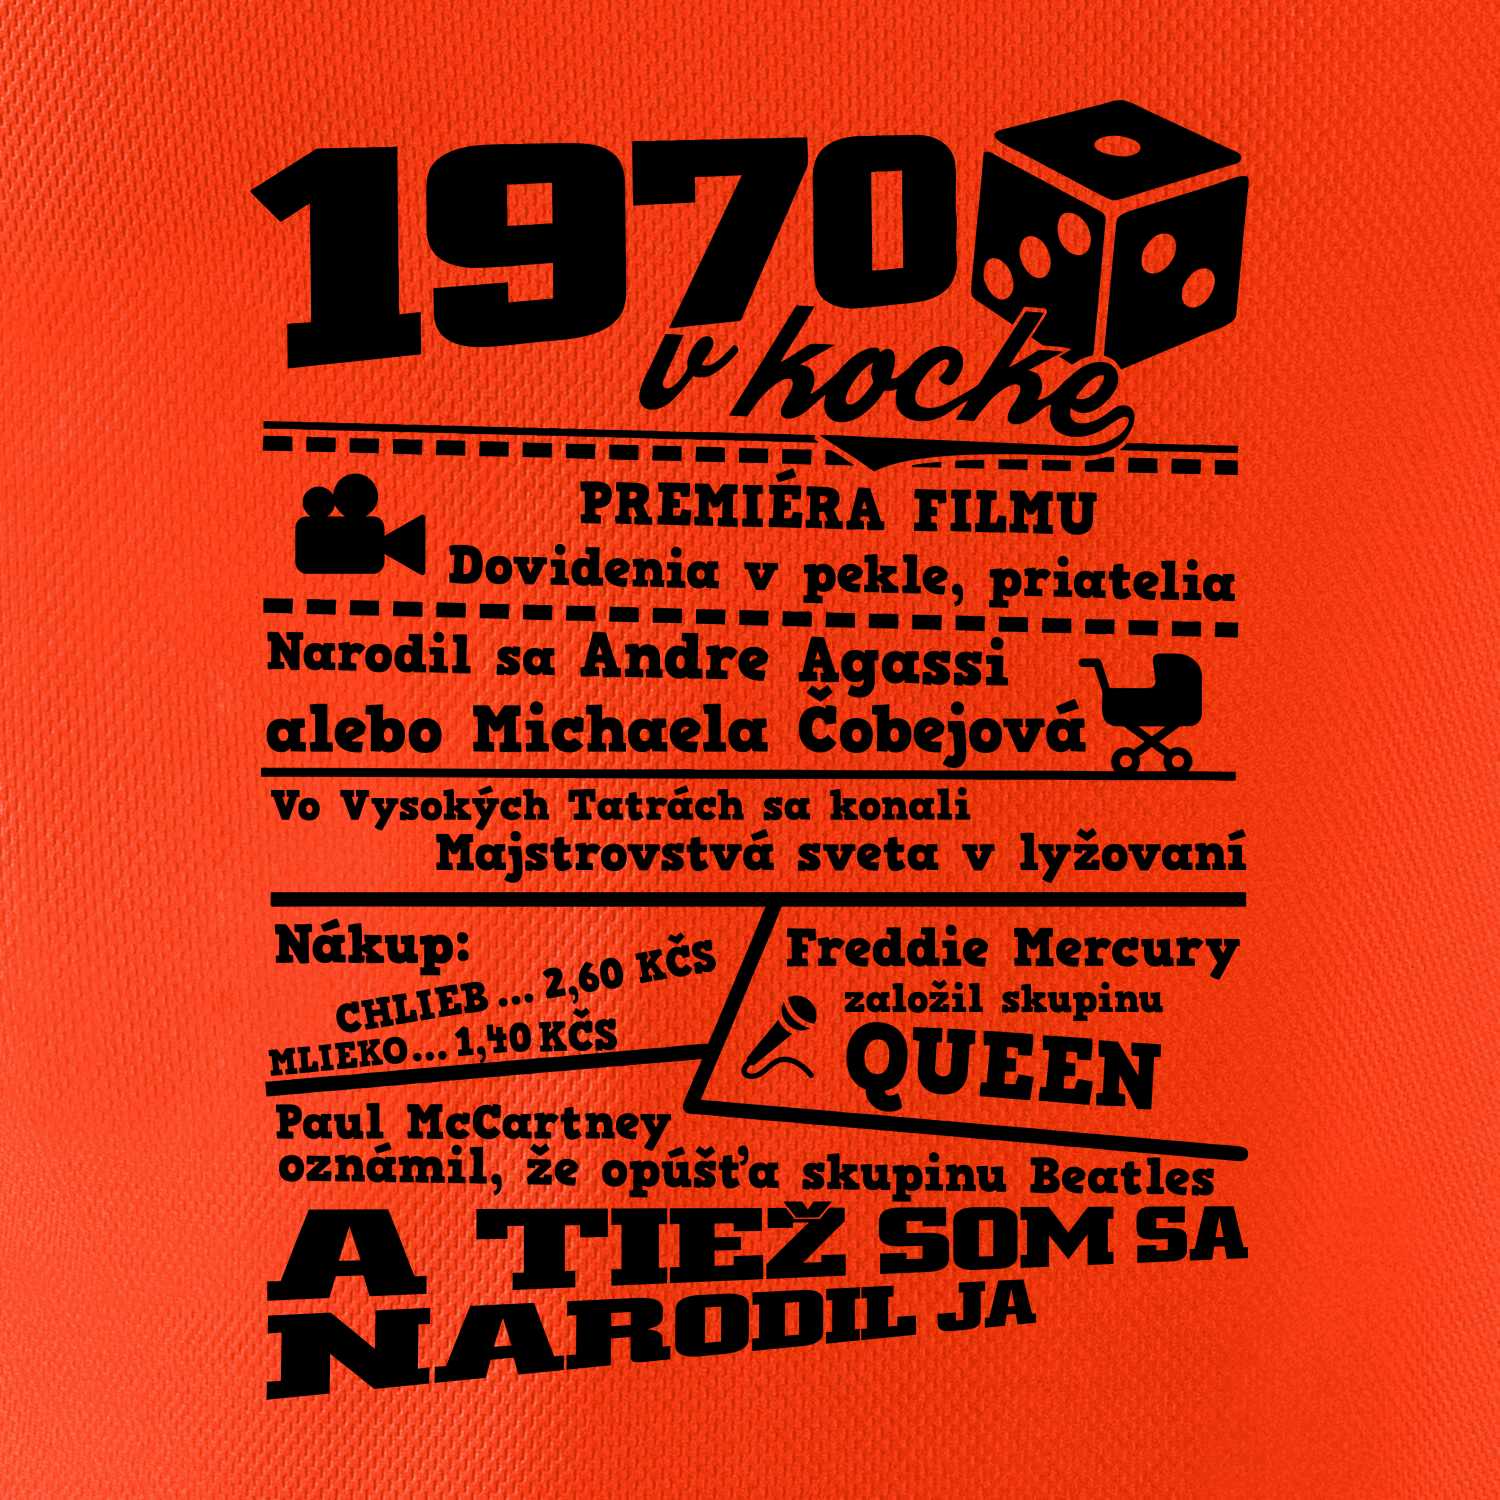 1970
v kocke
PREMIÉRA FILMU
Dovidenia v pekle, priatelia
Narodil sa Andre Agassi
alebo Michaela Čobejová
Vo Vysokých Tatrách sa konali
Majstrovstvá sveta v lyžovaní
Nákup:
CHLIEB ... 2,60 KČS
MLIEKO... 1,40 KČS
Freddie Mercury
založil skupinu
QUEEN
Paul McCartney
oznámil, že opúšťa skupinu Beatles
A TIEŽ SOM SA
NARODIL JA